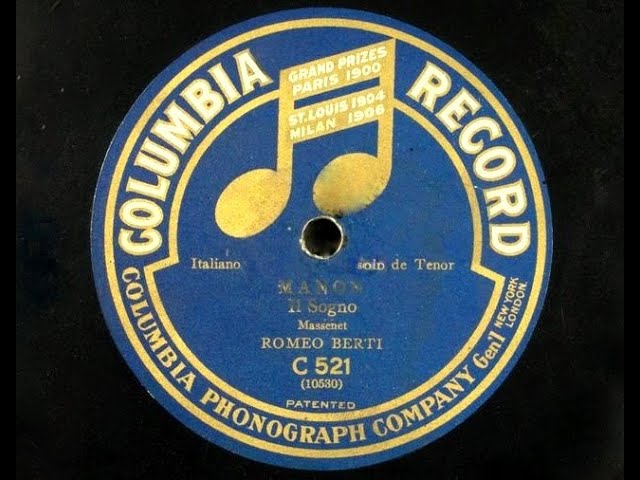 COLUMBIA RECORD
GRAND PRIZES
PARIS 1900
ST. LOUIS 1904
MILAN 1906
Italiano solo de Tenor
MANON
Il Sogno
Massenet
ROMEO BERTI
C 521
(10530)
PATENTED
COLUMBIA PHONOGRAPH COMPANY Gen'l NEW YORK
LONDON.